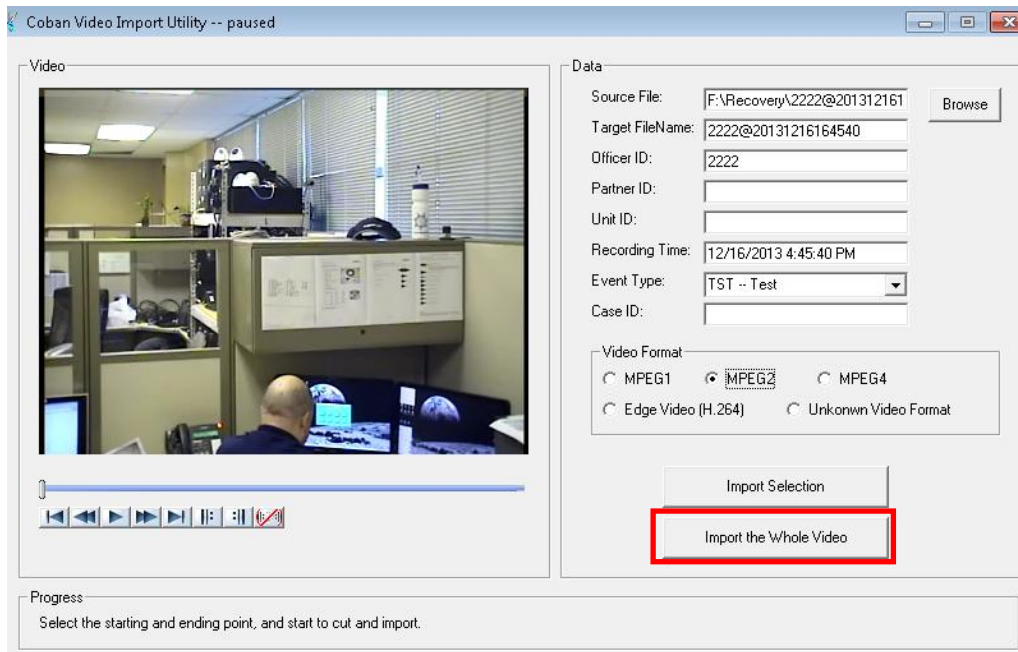 Coban Video Import Utility -- paused
Video
Data
Source File: F:\Recovery\2222@201312161 Browse
Target FileName: 2222@20131216164540
Officer ID: 2222
Partner ID:
Unit ID:
Recording Time: 12/16/2013 4:45:40 PM
Event Type: TST -- Test
Case ID:
Video Format
MPEG1 MPEG2 MPEG4
Edge Video (H.264) Unkonwn Video Format
Import Selection
Import the Whole Video
Progress
Select the starting and ending point, and start to cut and import.